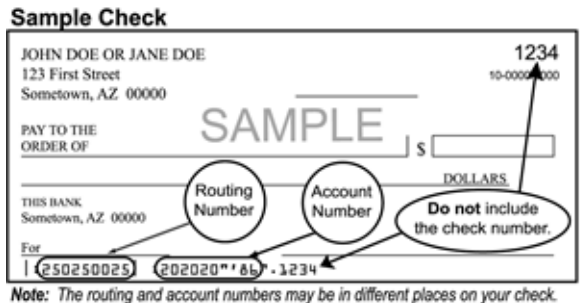 Sample Check
JOHN DOE OR JANE DOE
1234
123 First Street
Sometown, AZ 00000
PAY TO THE
ORDER OF
SAMPLE
$
DOLLARS
THIS BANK
Sometown, AZ 00000
Routing
Number
Account
Number
Do not include
the check number.
For
250250025 202020"'86".1234
Note: The routing and account numbers may be in different places on your check.